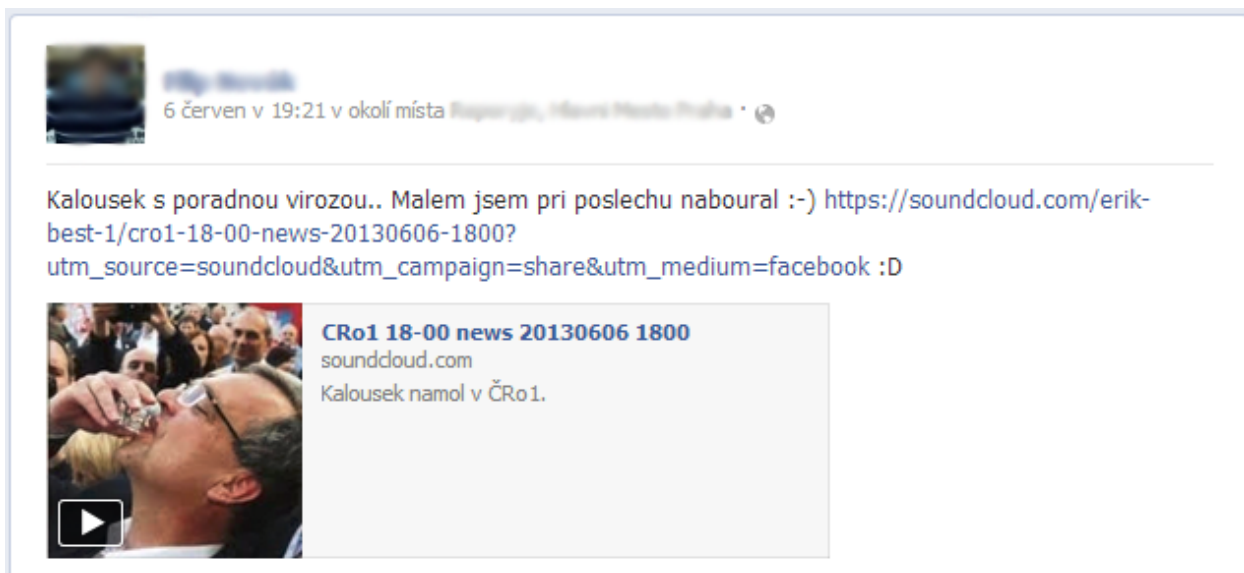 6 červen v 19:21 v okolí místa
Kalousek s poradnou virozou.. Malem jsem pri poslechu naboural :-) https://soundcloud.com/erik-
best-1/cro1-18-00-news-20130606-1800?
utm_source=soundcloud&utm_campaign=share&utm_medium=facebook :D
CRo1 18-00 news 20130606 1800
soundcloud.com
Kalousek namol v ČRo1.